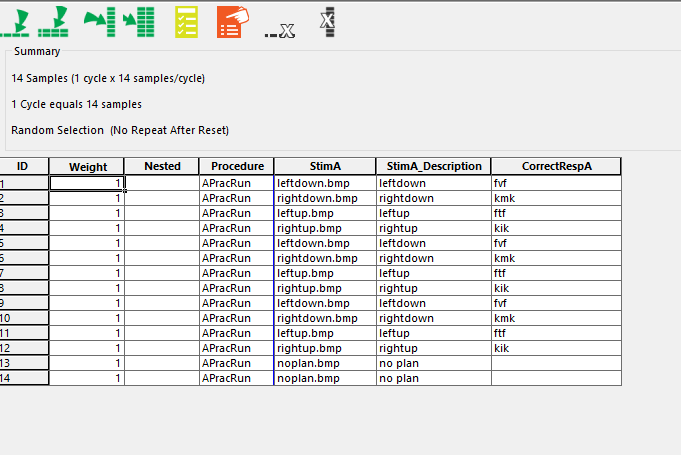 Summary
14 Samples (1 cycle x 14 samples/cycle)
1 Cycle equals 14 samples
Random Selection (No Repeat After Reset)
ID Weight Nested Procedure StimA StimA_Description CorrectRespA
1 1 APracRun leftdown.bmp leftdown fvf
2 1 APracRun rightdown.bmp rightdown kmk
3 1 APracRun leftup.bmp leftup ftf
4 1 APracRun rightup.bmp rightup kik
5 1 APracRun leftdown.bmp leftdown fvf
6 1 APracRun rightdown.bmp rightdown kmk
7 1 APracRun leftup.bmp leftup ftf
8 1 APracRun rightup.bmp rightup kik
9 1 APracRun leftdown.bmp leftdown fvf
10 1 APracRun rightdown.bmp rightdown kmk
11 1 APracRun leftup.bmp leftup ftf
12 1 APracRun rightup.bmp rightup kik
13 1 APracRun noplan.bmp no plan
14 1 APracRun noplan.bmp no plan